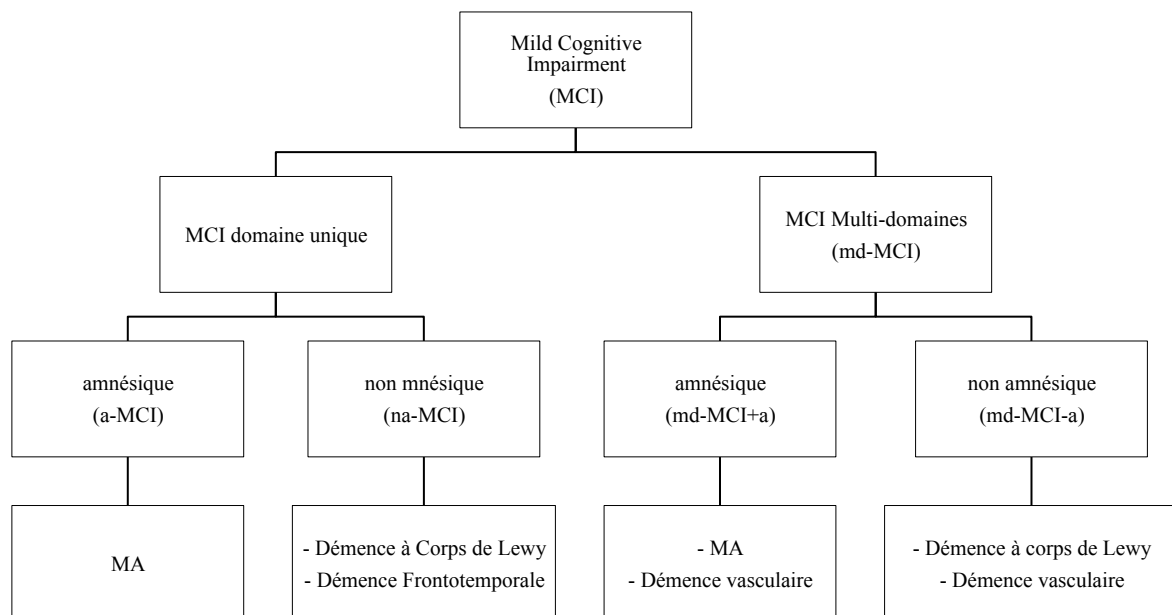 Mild Cognitive
Impairment
(MCI)
MCI domaine unique
MCI Multi-domaines
(md-MCI)
amnésique
(a-MCI)
non mnésique
(na-MCI)
amnésique
(md-MCI+a)
non amnésique
(md-MCI-a)
MA
- Démence à Corps de Lewy
- Démence Frontotemporale
- MA
- Démence vasculaire
- Démence à corps de Lewy
- Démence vasculaire